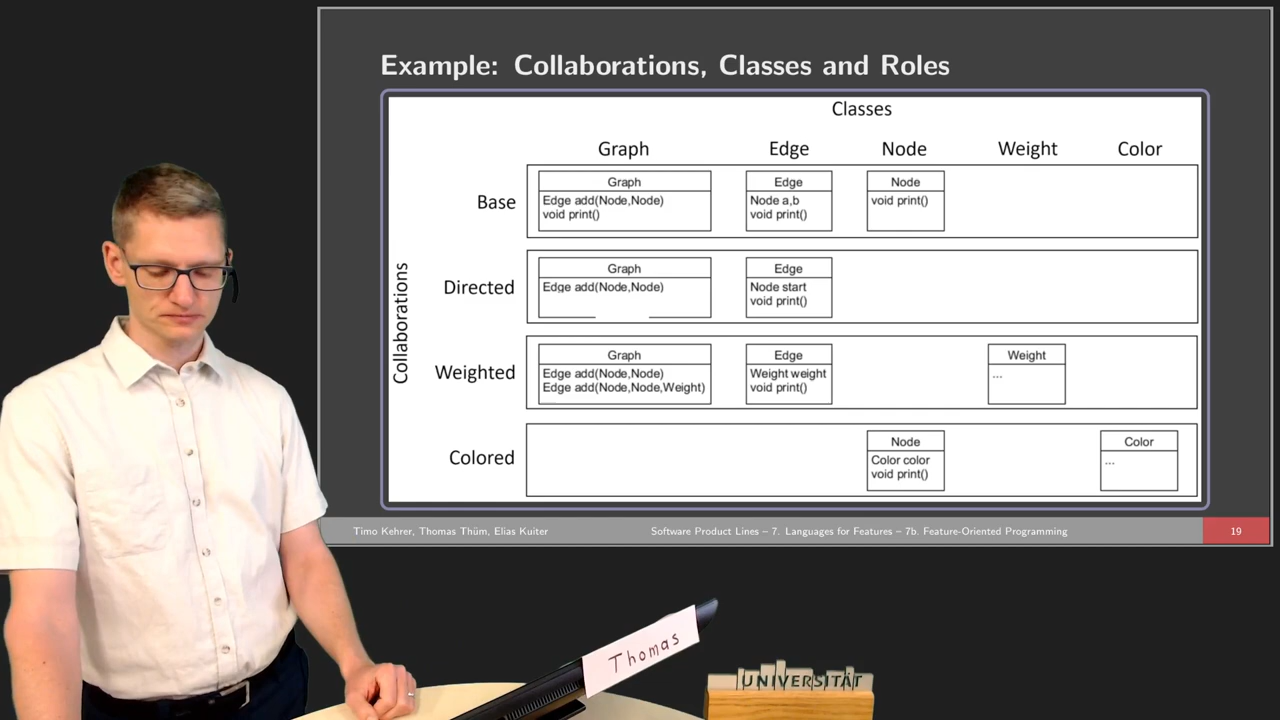 Example: Collaborations, Classes and Roles
Classes
Graph Edge Node Weight Color
Collaborations
Base
Graph
Edge add(Node,Node)
void print()
Edge
Node a,b
void print()
Node
void print()
Directed
Graph
Edge add(Node,Node)
Edge
Node start
void print()
Weighted
Graph
Edge add(Node,Node)
Edge add(Node,Node,Weight)
Edge
Weight weight
void print()
Weight
...
Colored
Node
Color color
void print()
Color
...
Timo Kehrer, Thomas Thüm, Elias Kuiter
Software Product Lines – 7. Languages for Features – 7b. Feature-Oriented Programming
19
Thomas
UNIVERSITÄT